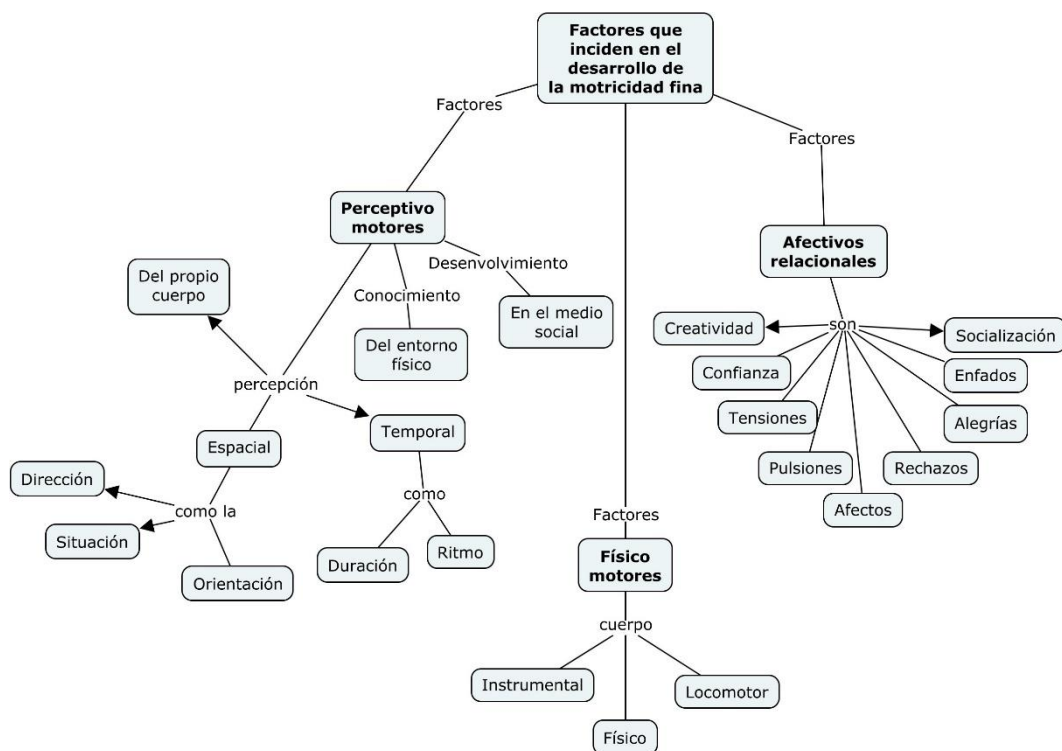 Factores que
inciden en el
desarrollo de
la motricidad fina
Factores
Factores
Perceptivo
motores
Afectivos
relacionales
Desenvolvimiento
Del propio
cuerpo
Conocimiento
En el medio
social
Creatividad
son
Socialización
Del entorno
físico
Confianza
Enfados
percepción
Tensiones
Alegrías
Temporal
Espacial
Pulsiones
Rechazos
Dirección
como
Afectos
como la
Factores
Situación
Ritmo
Duración
Físico
motores
Orientación
cuerpo
Instrumental
Locomotor
Físico